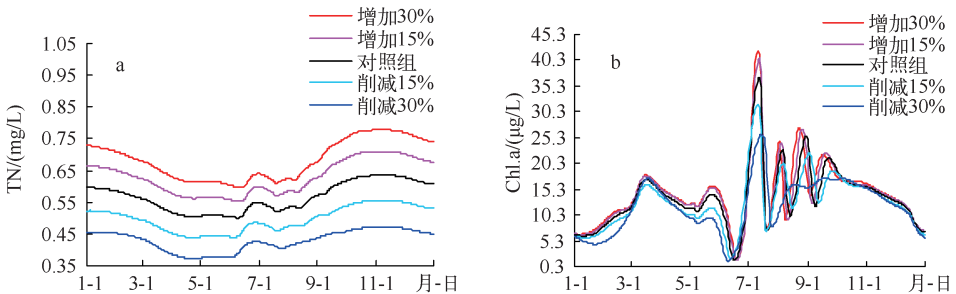 TN/(mg/L)
1.05
0.95
0.85
0.75
0.65
0.55
0.45
0.35
a
增加30%
增加15%
对照组
削减15%
削减30%
1-1 3-1 5-1 7-1 9-1 11-1 月-日
Chl.a/(μg/L)
45.3
40.3
35.3
30.3
25.3
20.3
15.3
10.3
5.3
0.3
b
增加30%
增加15%
对照组
削减15%
削减30%
1-1 3-1 5-1 7-1 9-1 11-1 月-日